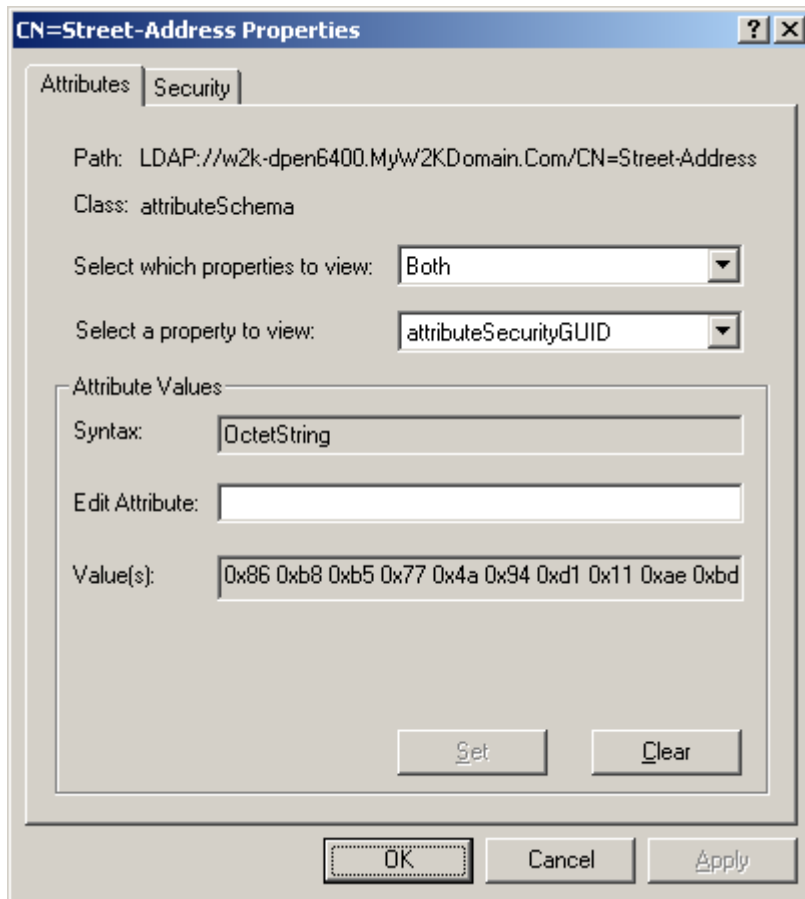 CN=Street-Address Properties
Attributes Security
Path: LDAP://w2k-dpen6400.MyW2KDomain.Com/CN=Street-Address
Class: attributeSchema
Select which properties to view: Both
Select a property to view: attributeSecurityGUID
Attribute Values
Syntax: OctetString
Edit Attribute:
Value(s): 0x86 0xb8 0xb5 0x77 0x4a 0x94 0xd1 0x11 0xae 0xbd
Set Clear
OK Cancel Apply